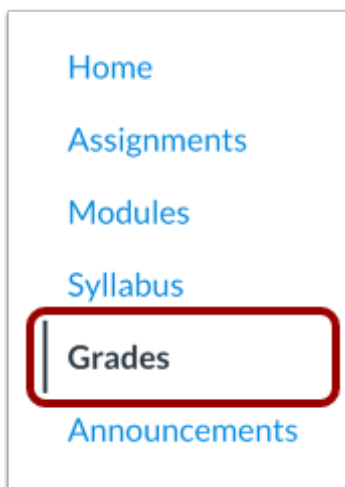 Home
Assignments
Modules
Syllabus
Grades
Announcements